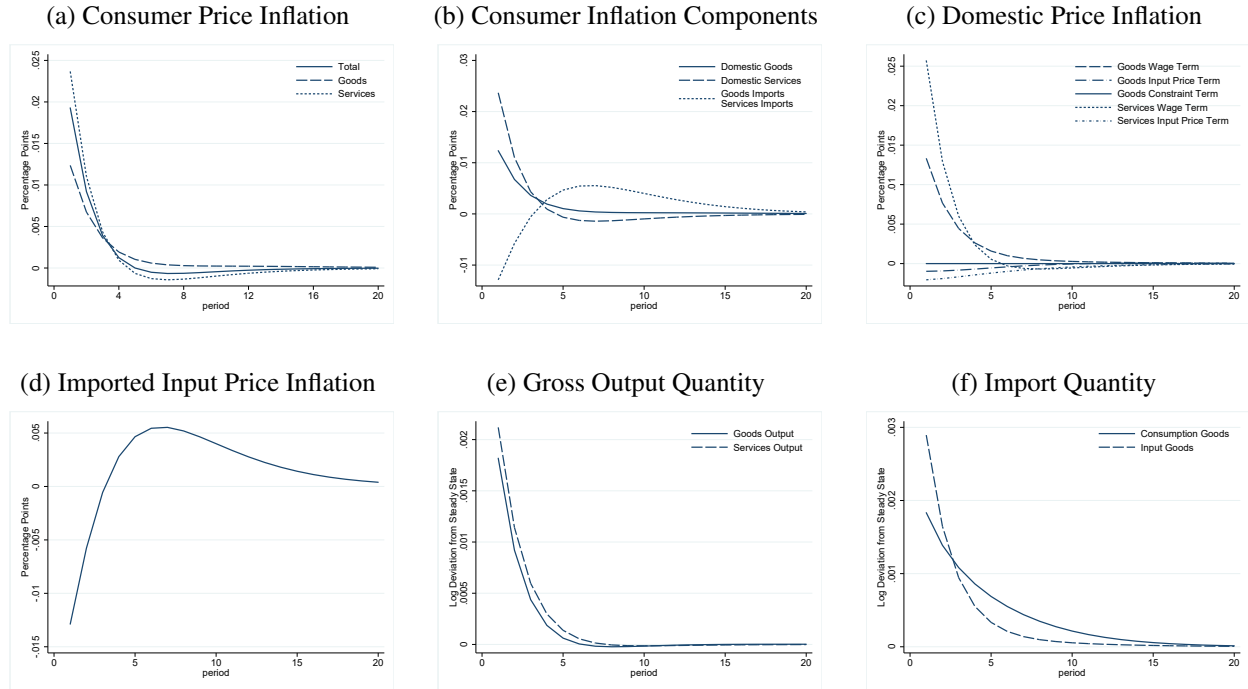 (a) Consumer Price Inflation
(b) Consumer Inflation Components
(c) Domestic Price Inflation
Percentage Points
.025
.02
.015
.01
.005
0
0 4 8 12 16 20
period
Total
Goods
Services
Percentage Points
.03
.02
.01
0
-.01
0 5 10 15 20
period
Domestic Goods
Domestic Services
Goods Imports
Services Imports
Percentage Points
.025
.02
.015
.01
.005
0
0 5 10 15 20
period
Goods Wage Term
Goods Input Price Term
Goods Constraint Term
Services Wage Term
Services Input Price Term
(d) Imported Input Price Inflation
(e) Gross Output Quantity
(f) Import Quantity
Percentage Points
.005
0
-.005
-.01
-.015
0 5 10 15 20
period
Log Deviation from Steady State
.002
.0015
.001
.0005
0
0 5 10 15 20
period
Goods Output
Services Output
Log Deviation from Steady State
.003
.002
.001
0
0 5 10 15 20
period
Consumption Goods
Input Goods